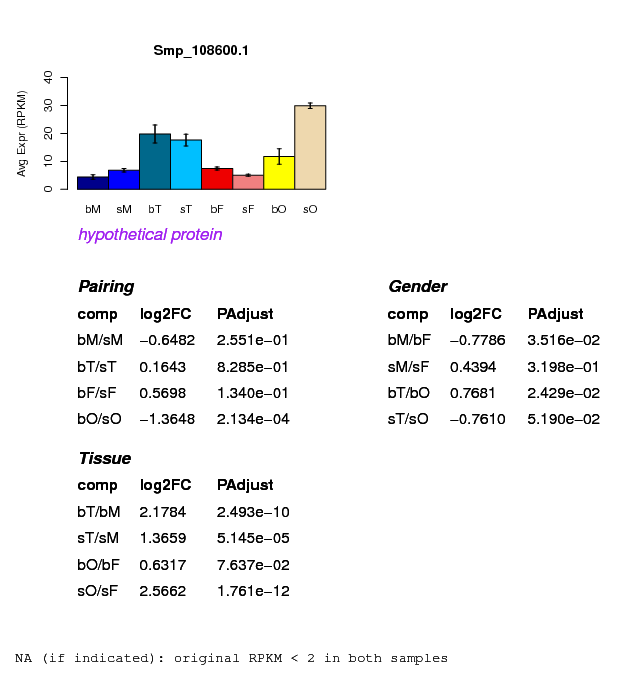 Smp_108600.1
Avg Expr (RPKM)
0 10 20 30 40
bM sM bT sT bF sF bO sO
hypothetical protein
Pairing
comp log2FC PAdjust
bM/sM −0.6482 2.551e−01
bT/sT 0.1643 8.285e−01
bF/sF 0.5698 1.340e−01
bO/sO −1.3648 2.134e−04
Gender
comp log2FC PAdjust
bM/bF −0.7786 3.516e−02
sM/sF 0.4394 3.198e−01
bT/bO 0.7681 2.429e−02
sT/sO −0.7610 5.190e−02
Tissue
comp log2FC PAdjust
bT/bM 2.1784 2.493e−10
sT/sM 1.3659 5.145e−05
bO/bF 0.6317 7.637e−02
sO/sF 2.5662 1.761e−12
NA (if indicated): original RPKM < 2 in both samples